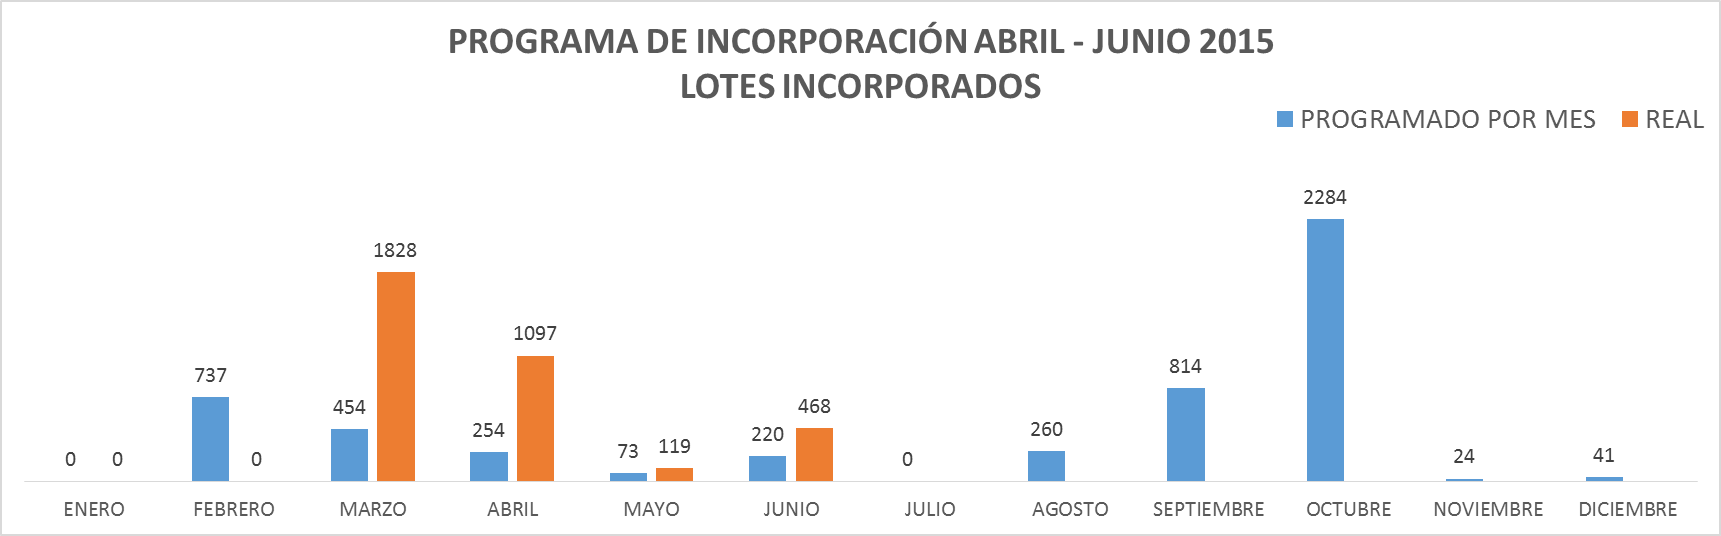 PROGRAMA DE INCORPORACIÓN ABRIL - JUNIO 2015
LOTES INCORPORADOS
PROGRAMADO POR MES REAL
0 0 737 0 454 1828 254 1097 73 119 220 468 0 260 814 2284 24 41
ENERO FEBRERO MARZO ABRIL MAYO JUNIO JULIO AGOSTO SEPTIEMBRE OCTUBRE NOVIEMBRE DICIEMBRE